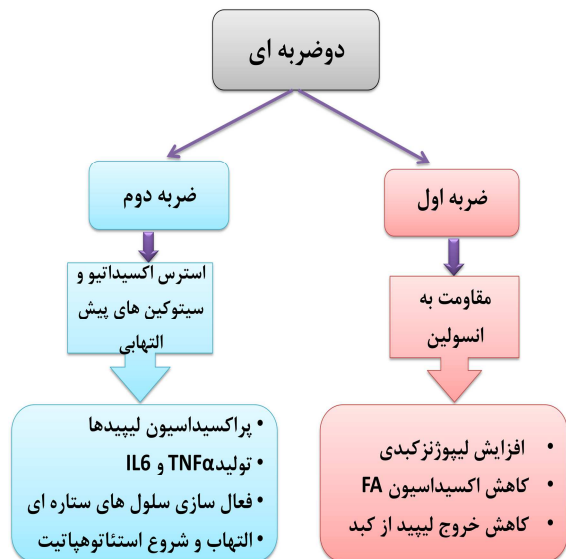 دوضربه ای
ضربه اول
مقاومت به
انسولین
• افزایش لیپوژنزکبدی
• کاهش اکسیداسیون FA
• کاهش خروج لیپید از کبد
ضربه دوم
استرس اکسیداتیو و
سیتوکین های پیش
التهابی
• پراکسیداسیون لیپیدها
• تولیدTNFα و IL6
• فعال سازی سلول های ستاره ای
• التهاب و شروع استئاتوهپاتیت